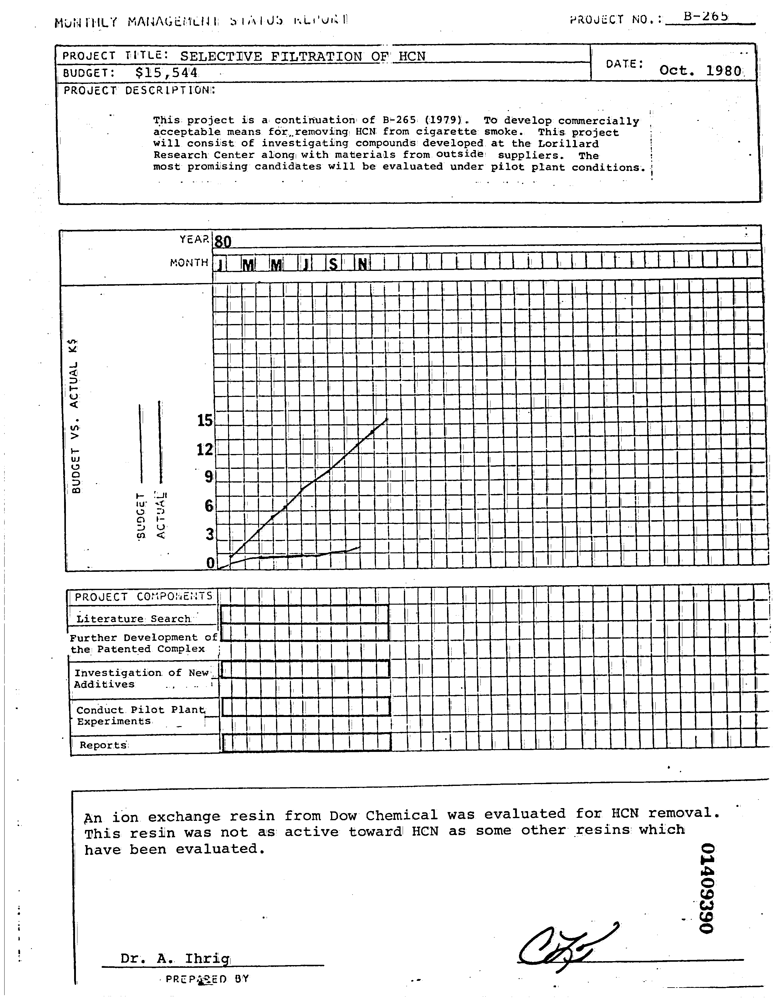 MONTHLY MANAGEMENT STATUS REPORT PROJECT NO.: B-265
PROJECT TITLE: SELECTIVE FILTRATION OF HCN
BUDGET: $15,544
DATE: Oct. 1980
PROJECT DESCRIPTION:
This project is a continuation of B-265 (1979). To develop commercially
acceptable means for removing HCN from cigarette smoke. This project
will consist of investigating compounds developed at the Lorillard
Research Center along with materials from outside suppliers. The
most promising candidates will be evaluated under pilot plant conditions.
YEAR 80
MONTH J M M J S N
BUDGET VS. ACTUAL K$
BUDGET
ACTUAL
15
12
9
6
3
0
PROJECT COMPONENTS
Literature Search
Further Development of
the Patented Complex
Investigation of New
Additives
Conduct Pilot Plant
Experiments
Reports
An ion exchange resin from Dow Chemical was evaluated for HCN removal.
This resin was not as active toward HCN as some other resins which
have been evaluated.
01409390
Dr. A. Ihrig
PREPARED BY